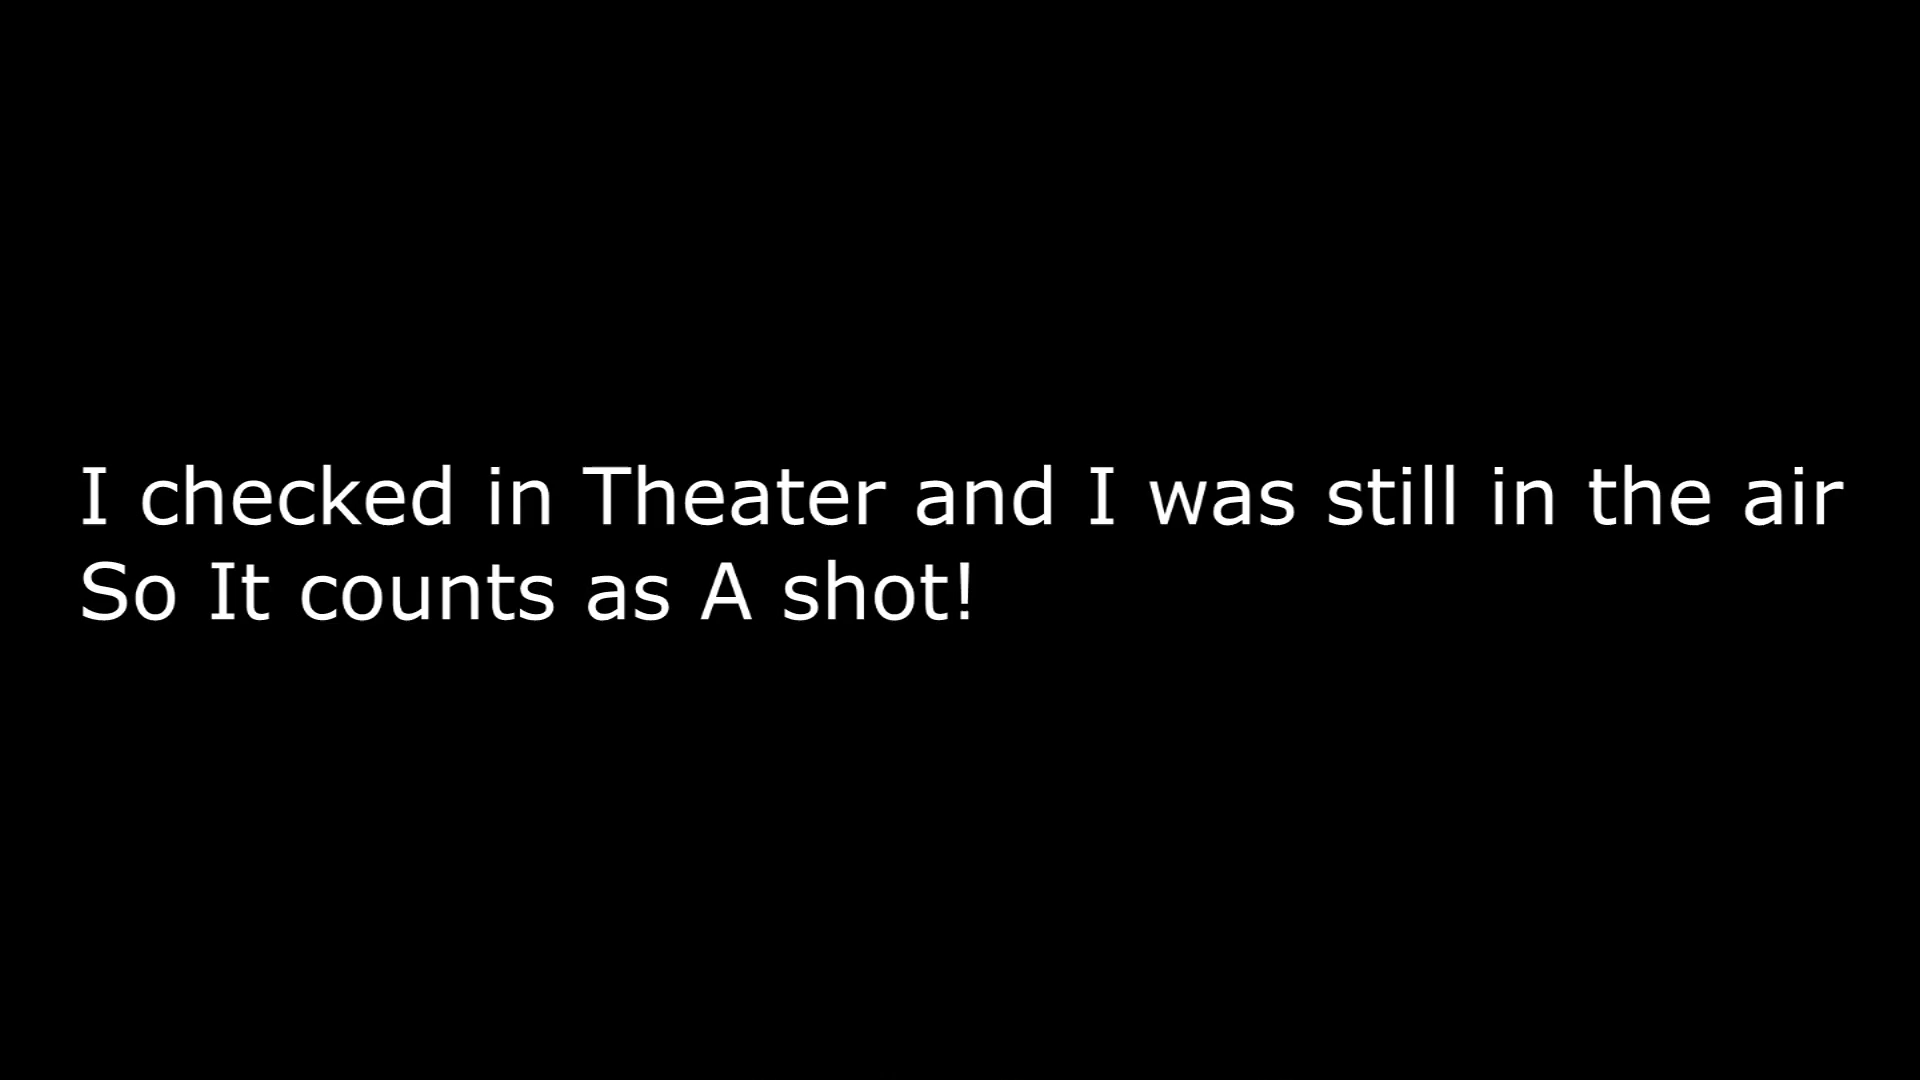 I checked in Theater and I was still in the air
So It counts as A shot!